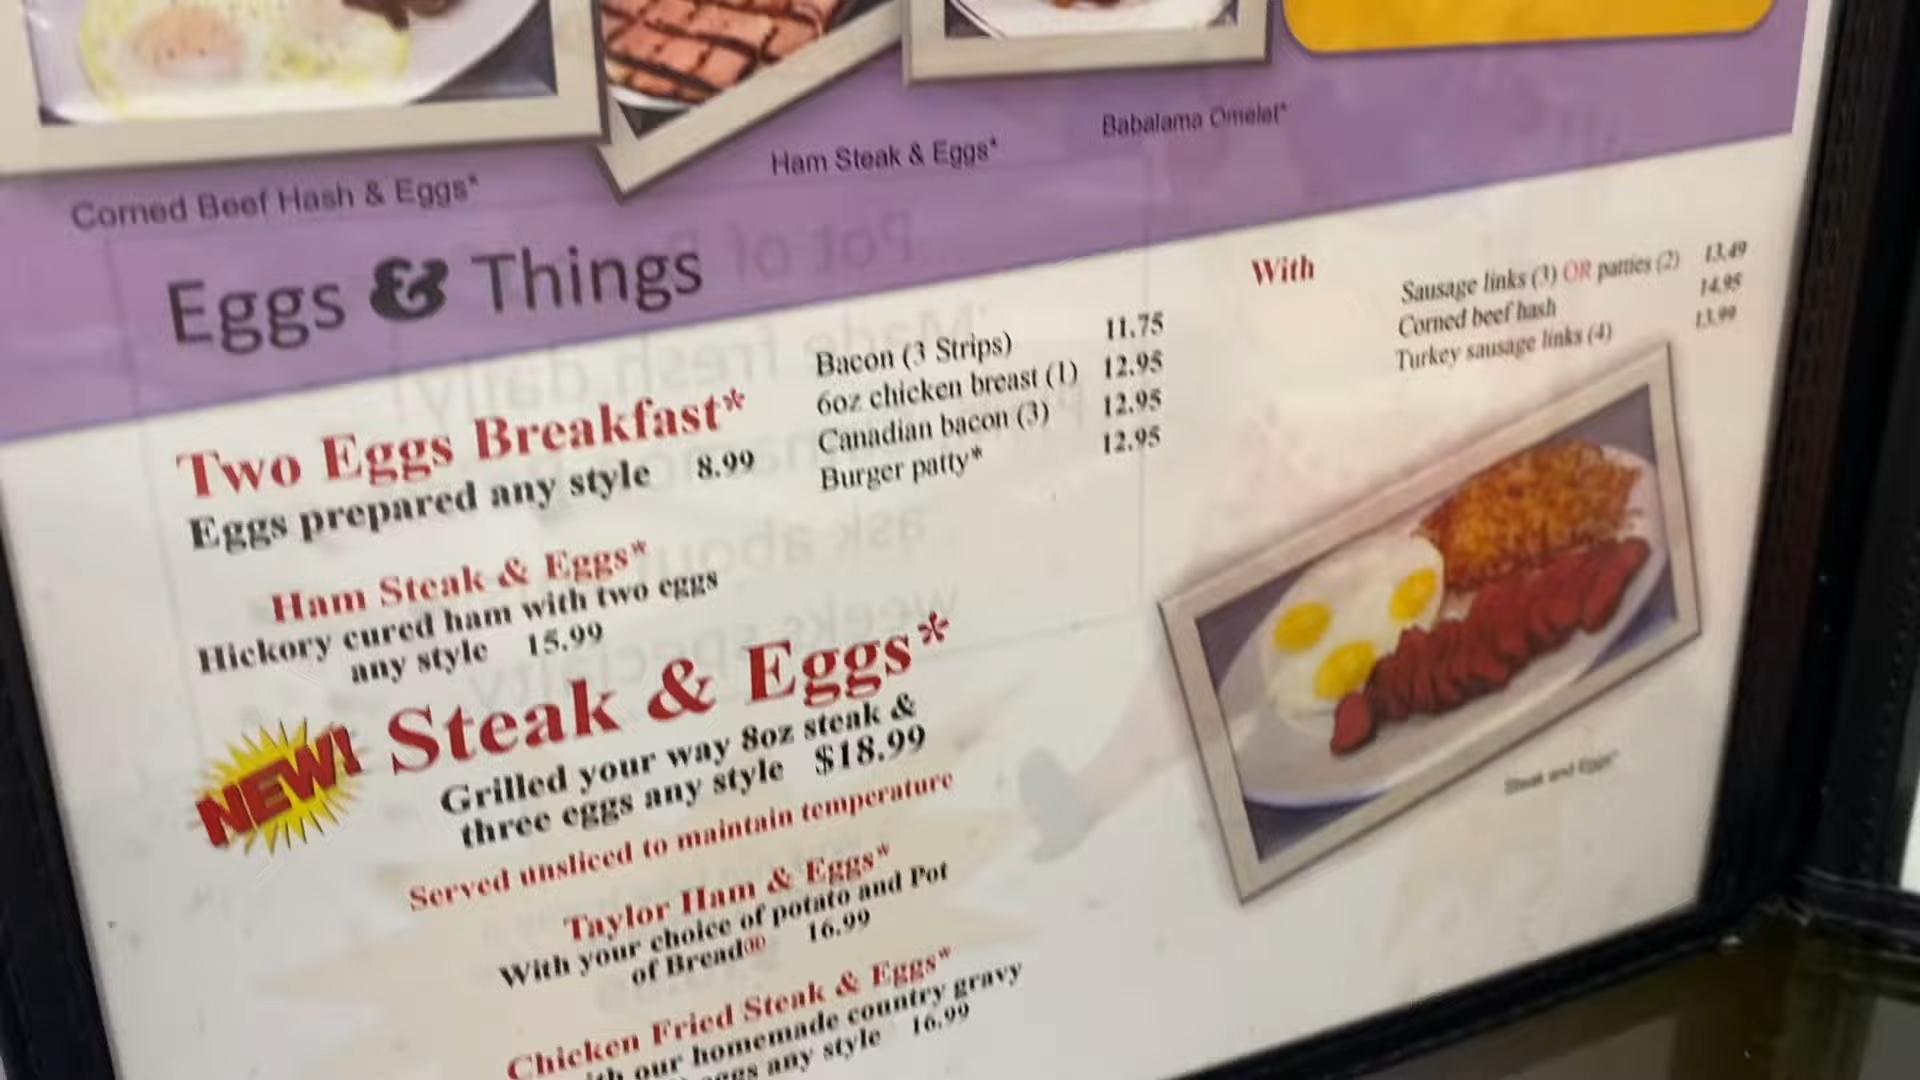 Corned Beef Hash & Eggs*
Ham Steak & Eggs*
Babalama Omelet*
Eggs & Things
Two Eggs Breakfast*
Eggs prepared any style 8.99
Bacon (3 Strips) 11.75
6oz chicken breast (1) 12.95
Canadian bacon (3) 12.95
Burger patty* 12.95
With
Sausage links (3) OR patties (2) 13.49
Corned beef hash 14.95
Turkey sausage links (4) 13.99
Ham Steak & Eggs*
Hickory cured ham with two eggs
any style 15.99
NEW! Steak & Eggs*
Grilled your way 8oz steak &
three eggs any style $18.99
Served unsliced to maintain temperature
Steak and Eggs*
Taylor Ham & Eggs*
With your choice of potato and Pot
of Bread 16.99
Chicken Fried Steak & Eggs*
our homemade country gravy
eggs any style 16.99